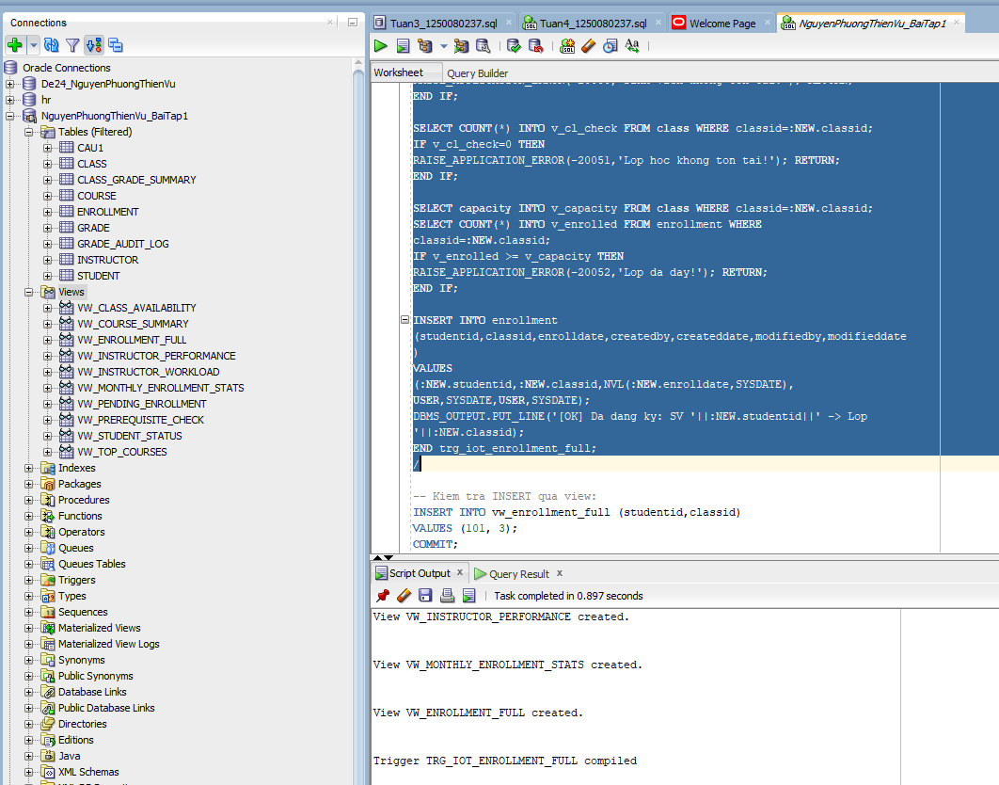 Connections
Oracle Connections
De24_NguyenPhuongThienVu
hr
NguyenPhuongThienVu_BaiTap1
Tables (Filtered)
CAU1
CLASS
CLASS_GRADE_SUMMARY
COURSE
ENROLLMENT
GRADE
GRADE_AUDIT_LOG
INSTRUCTOR
STUDENT
Views
VW_CLASS_AVAILABILITY
VW_COURSE_SUMMARY
VW_ENROLLMENT_FULL
VW_INSTRUCTOR_PERFORMANCE
VW_INSTRUCTOR_WORKLOAD
VW_MONTHLY_ENROLLMENT_STATS
VW_PENDING_ENROLLMENT
VW_PREREQUISITE_CHECK
VW_STUDENT_STATUS
VW_TOP_COURSES
Indexes
Packages
Procedures
Functions
Operators
Queues
Queues Tables
Triggers
Types
Sequences
Materialized Views
Materialized View Logs
Synonyms
Public Synonyms
Database Links
Public Database Links
Directories
Editions
Java
XML Schemas
Tuan3_1250080237.sql
Tuan4_1250080237.sql
Welcome Page
NguyenPhuongThienVu_BaiTap1
Worksheet
Query Builder
END IF;
SELECT COUNT(*) INTO v_cl_check FROM class WHERE classid=:NEW.classid;
IF v_cl_check=0 THEN
RAISE_APPLICATION_ERROR(-20051,'Lop hoc khong ton tai!'); RETURN;
END IF;
SELECT capacity INTO v_capacity FROM class WHERE classid=:NEW.classid;
SELECT COUNT(*) INTO v_enrolled FROM enrollment WHERE
classid=:NEW.classid;
IF v_enrolled >= v_capacity THEN
RAISE_APPLICATION_ERROR(-20052,'Lop da day!'); RETURN;
END IF;
INSERT INTO enrollment
(studentid,classid,enrolldate,createdby,createddate,modifiedby,modifieddate
)
VALUES
(:NEW.studentid,:NEW.classid,NVL(:NEW.enrolldate,SYSDATE),
USER,SYSDATE,USER,SYSDATE);
DBMS_OUTPUT.PUT_LINE('[OK] Da dang ky: SV '||:NEW.studentid||' -> Lop
'||:NEW.classid);
END trg_iot_enrollment_full;
/
-- Kiem tra INSERT qua view:
INSERT INTO vw_enrollment_full (studentid,classid)
VALUES (101, 3);
COMMIT;
Script Output
Query Result
Task completed in 0.897 seconds
View VW_INSTRUCTOR_PERFORMANCE created.
View VW_MONTHLY_ENROLLMENT_STATS created.
View VW_ENROLLMENT_FULL created.
Trigger TRG_IOT_ENROLLMENT_FULL compiled